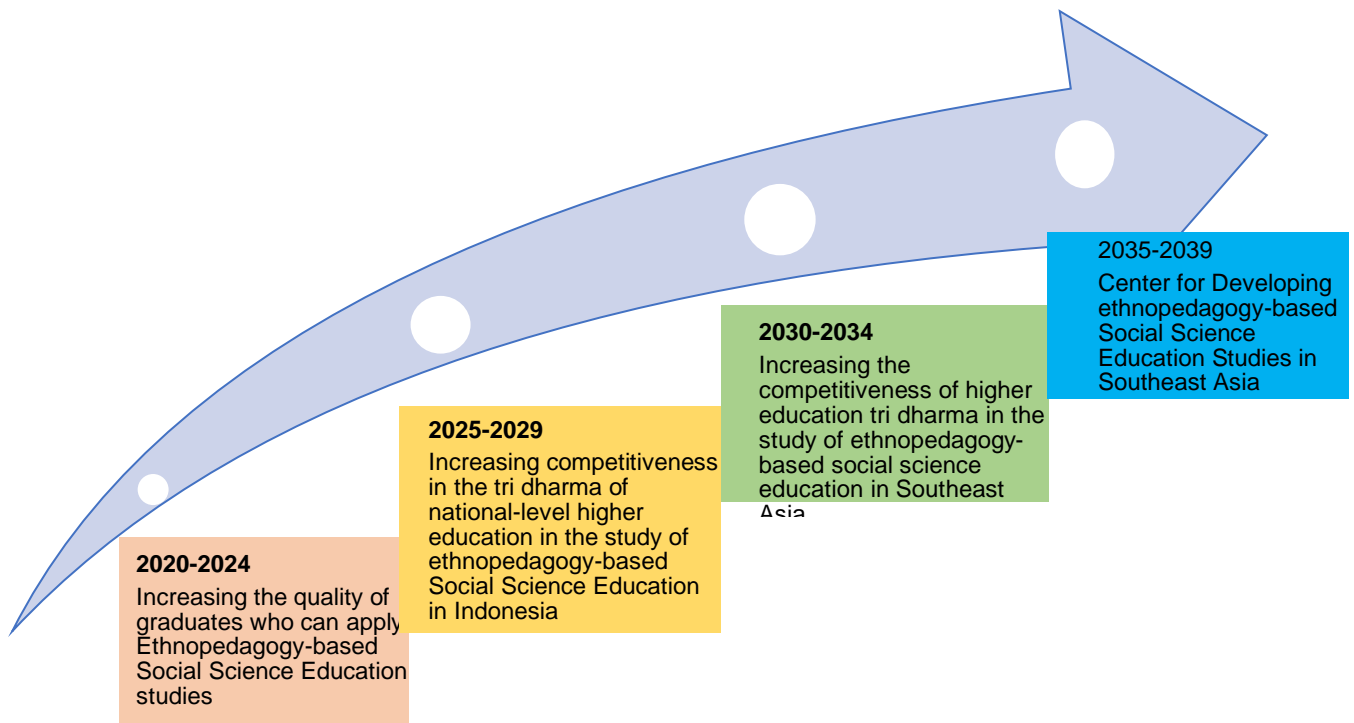 2020-2024
Increasing the quality of
graduates who can apply
Ethnopedagogy-based
Social Science Education
studies
2025-2029
Increasing competitiveness
in the tri dharma of
national-level higher
education in the study of
ethnopedagogy-based
Social Science Education
in Indonesia
2030-2034
Increasing the
competitiveness of higher
education tri dharma in the
study of ethnopedagogy-
based social science
education in Southeast
Asia
2035-2039
Center for Developing
ethnopedagogy-based
Social Science
Education Studies in
Southeast Asia